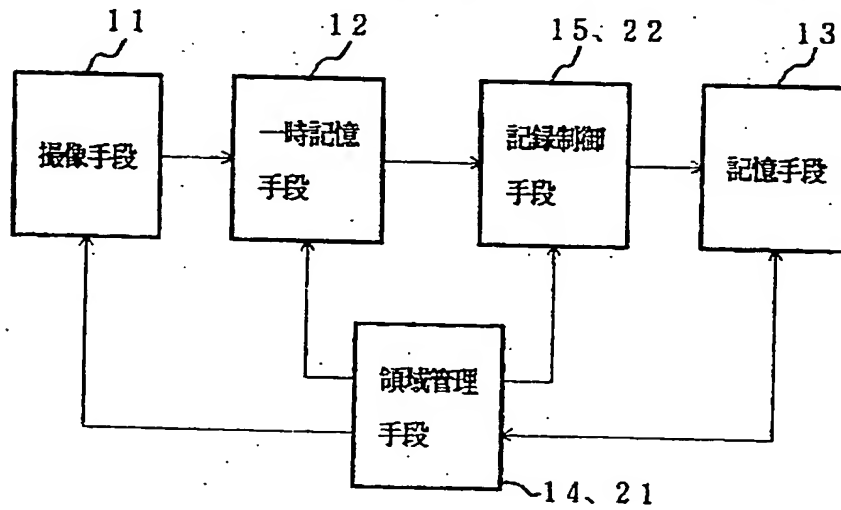 11
12
15、22
13
撮像手段
一時記憶
手段
記録制御
手段
記憶手段
領域管理
手段
14、21